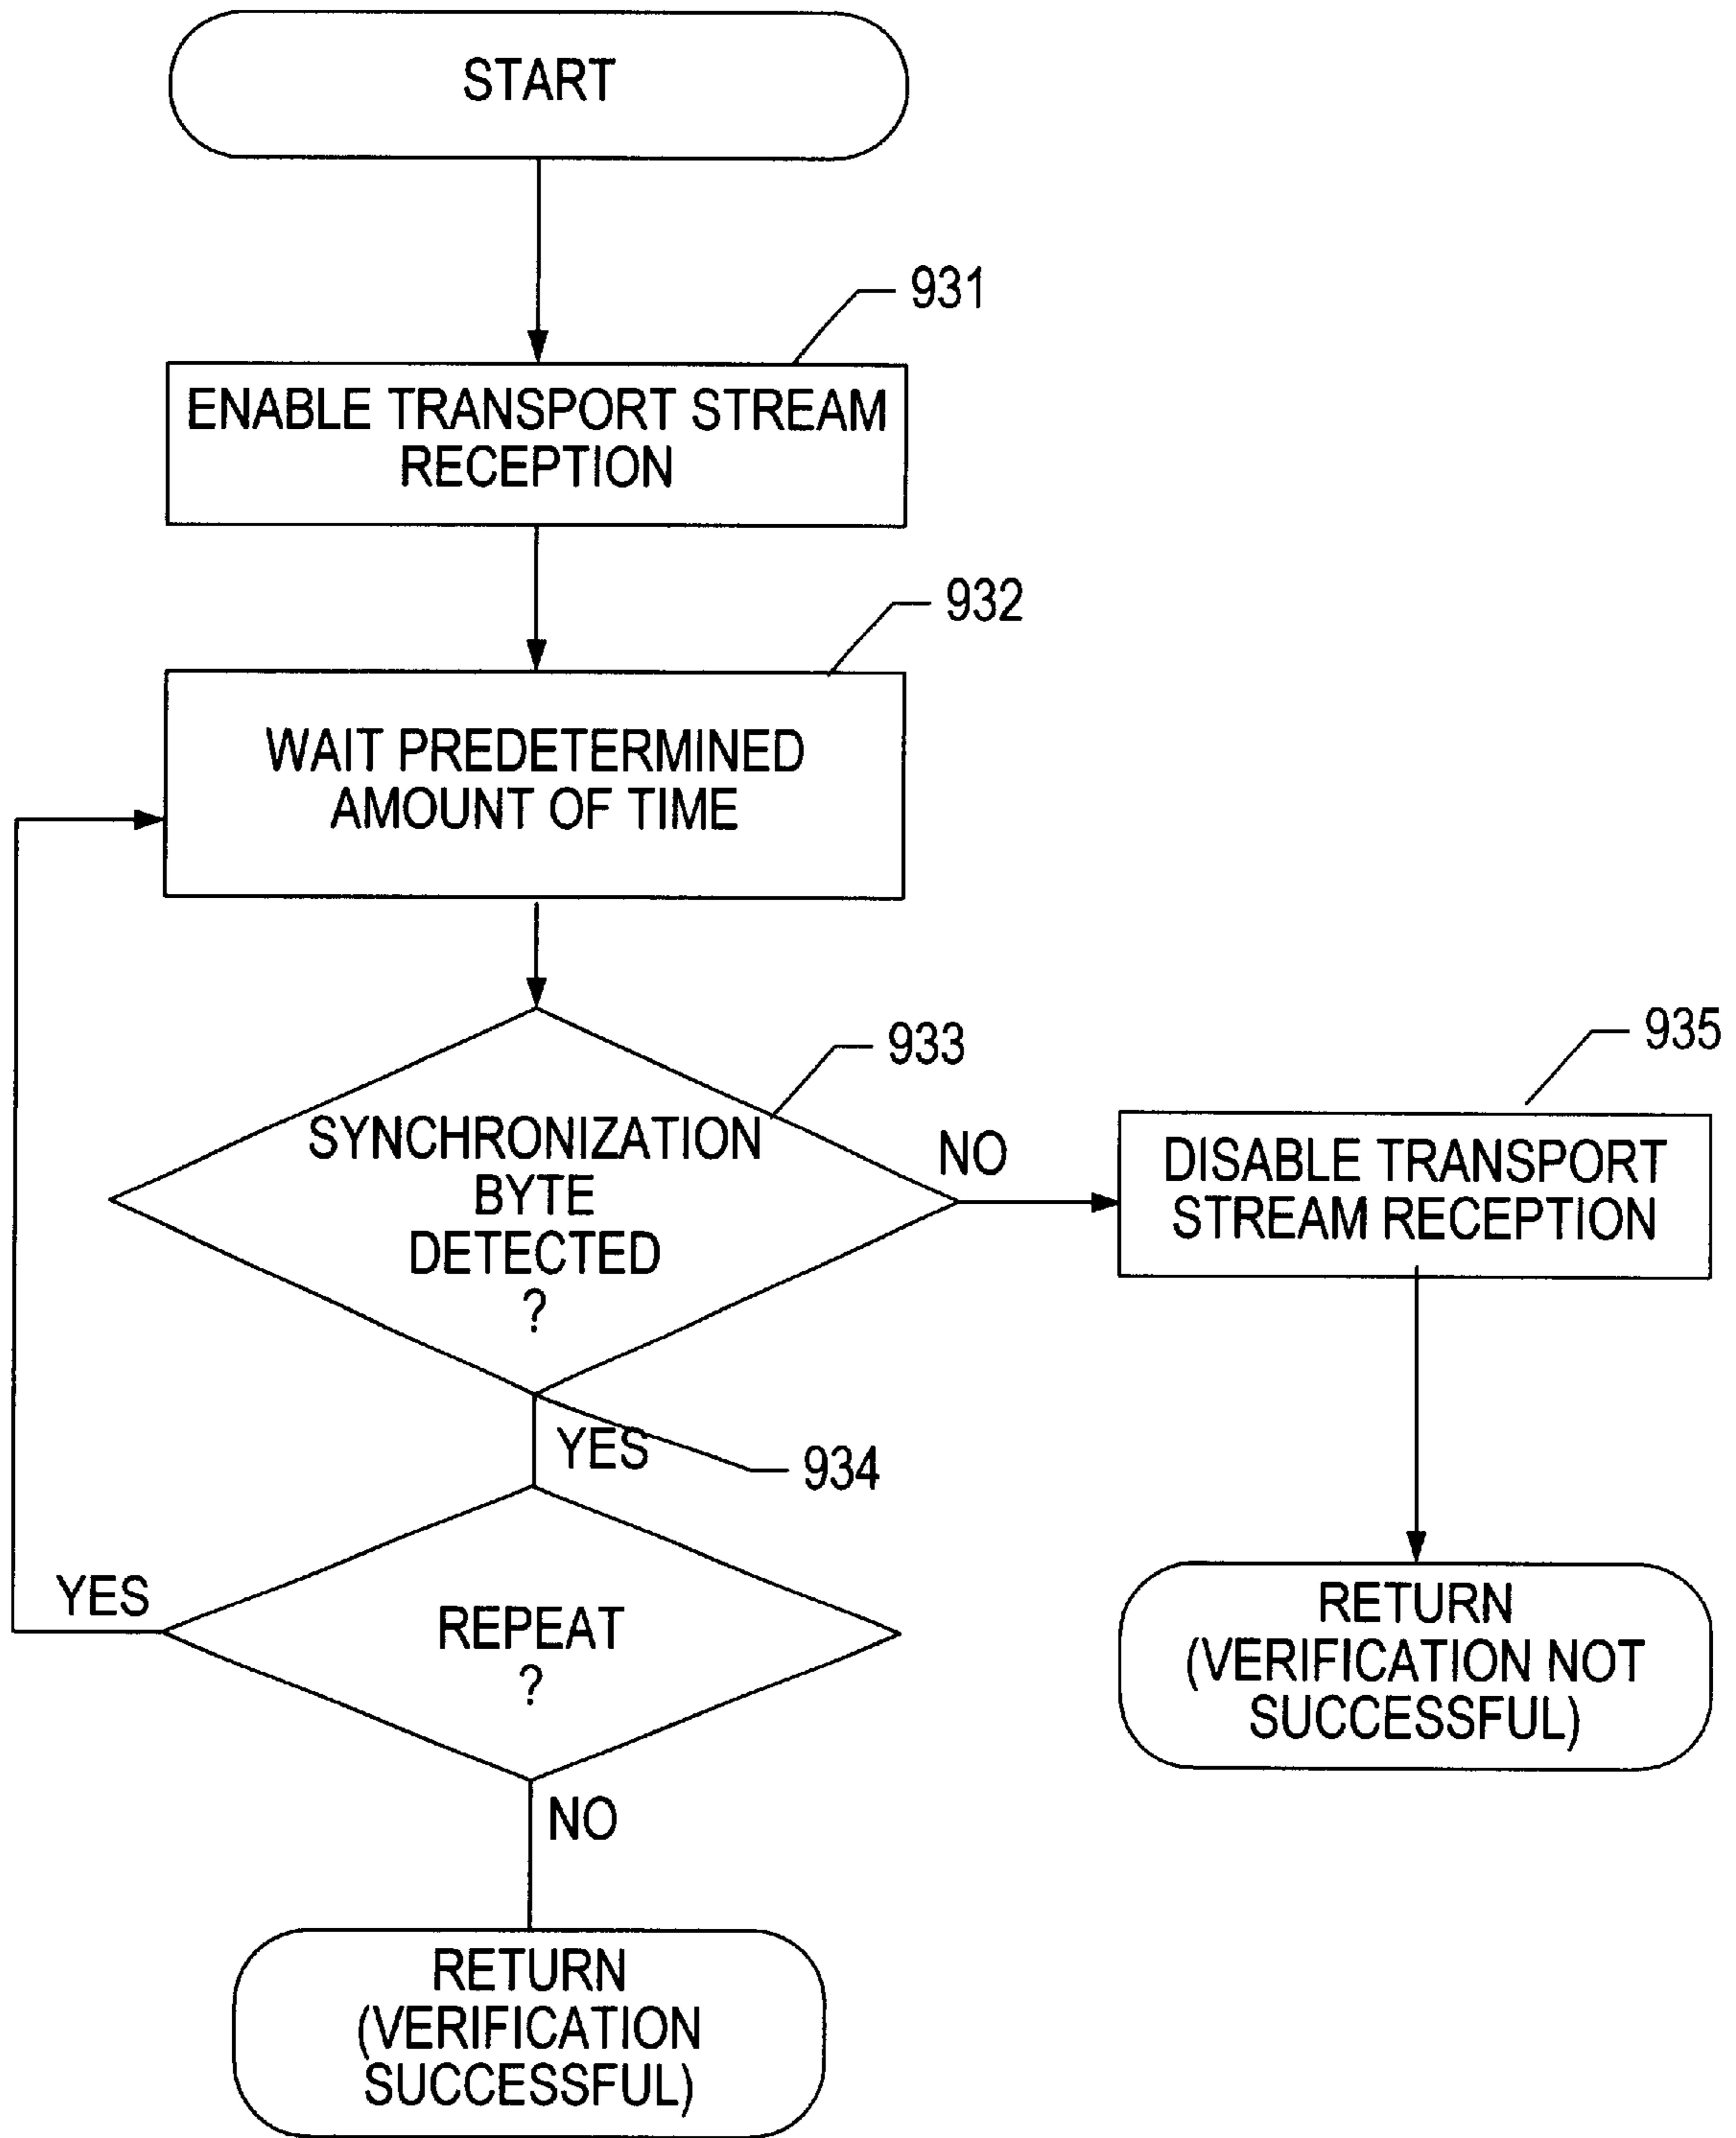 START
931
ENABLE TRANSPORT STREAM
RECEPTION
932
WAIT PREDETERMINED
AMOUNT OF TIME
933
SYNCHRONIZATION
BYTE
DETECTED
?
NO
935
DISABLE TRANSPORT
STREAM RECEPTION
YES
934
YES
REPEAT
?
RETURN
(VERIFICATION NOT
SUCCESSFUL)
NO
RETURN
(VERIFICATION
SUCCESSFUL)